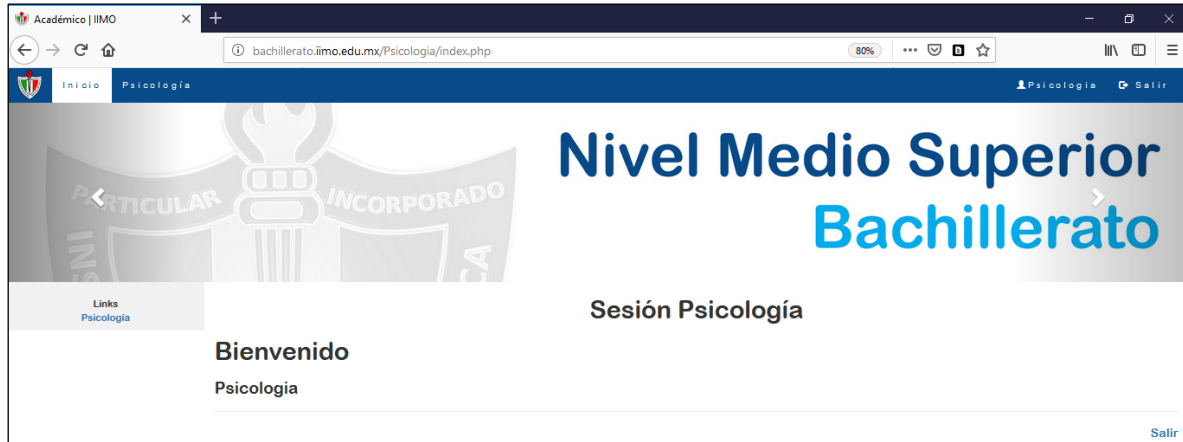 Académico | IIMO
bachillerato.iimo.edu.mx/Psicologia/index.php
80%
Inicio Psicología Psicologia Salir
Nivel Medio Superior
Bachillerato
PARTICULAR INCORPORADO
Links
Psicología
Sesión Psicología
Bienvenido
Psicologia
Salir